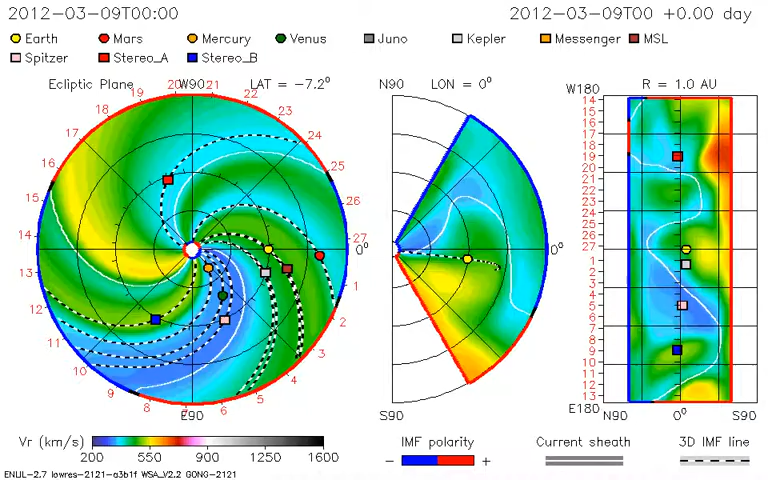 2012-03-09T00:00 2012-03-09T00 +0.00 day
Earth Mars Mercury Venus Juno Kepler Messenger MSL
Spitzer Stereo_A Stereo_B
Ecliptic Plane W90 LAT = -7.2° N90 LON = 0° W180 R = 1.0 AU
20 21
19 22
18 23
17 24
16 25
15 26
14 27 0°
13 1
12 2
11 3
10 4
9 5
8 7 6
E90
0°
S90
14
15
16
17
18
19
20
21
22
23
24
25
26
27
1
2
3
4
5
6
7
8
9
10
11
12
13
E180 N90 0° S90
Vr (km/s)
200 550 900 1250 1600
IMF polarity
- +
Current sheath
3D IMF line
ENLIL-2.7 lowres-2121-a3b1f WSA_V2.2 GONG-2121